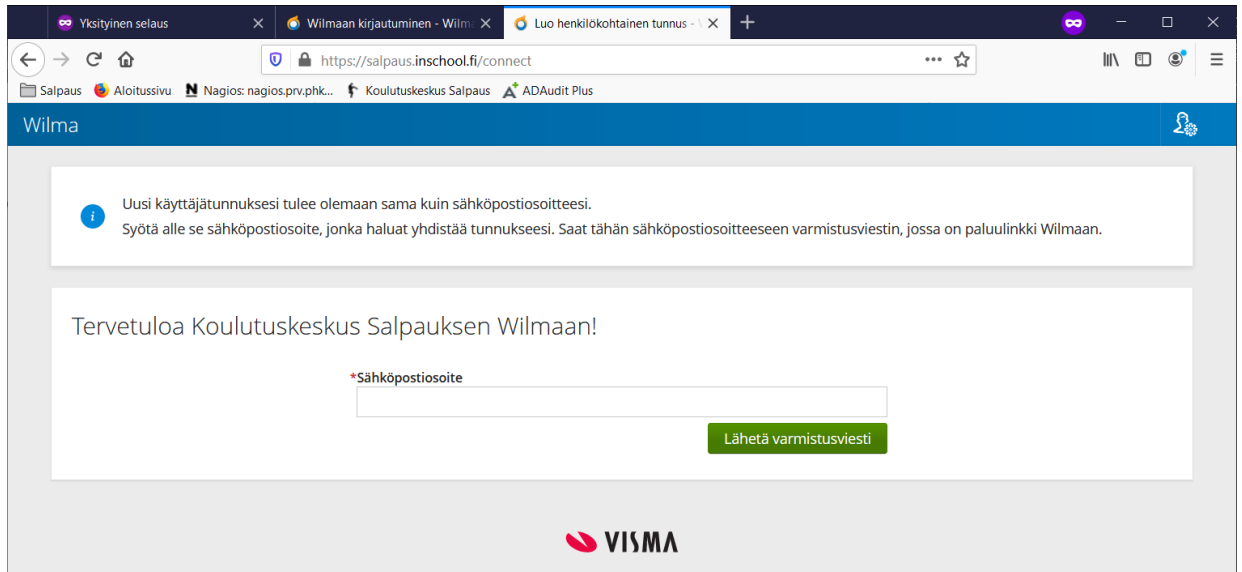 Yksityinen selaus
Wilmaan kirjautuminen - Wilm
Luo henkilökohtainen tunnus -
https://salpaus.inschool.fi/connect
Salpaus Aloitussivu Nagios: nagios.prv.phk... Koulutuskeskus Salpaus ADAudit Plus
Wilma
Uusi käyttäjätunnuksesi tulee olemaan sama kuin sähköpostiosoitteesi.
Syötä alle se sähköpostiosoite, jonka haluat yhdistää tunnukseesi. Saat tähän sähköpostiosoitteeseen varmistusviestin, jossa on paluulinkki Wilmaan.
Tervetuloa Koulutuskeskus Salpauksen Wilmaan!
*Sähköpostiosoite
Lähetä varmistusviesti
VISMA